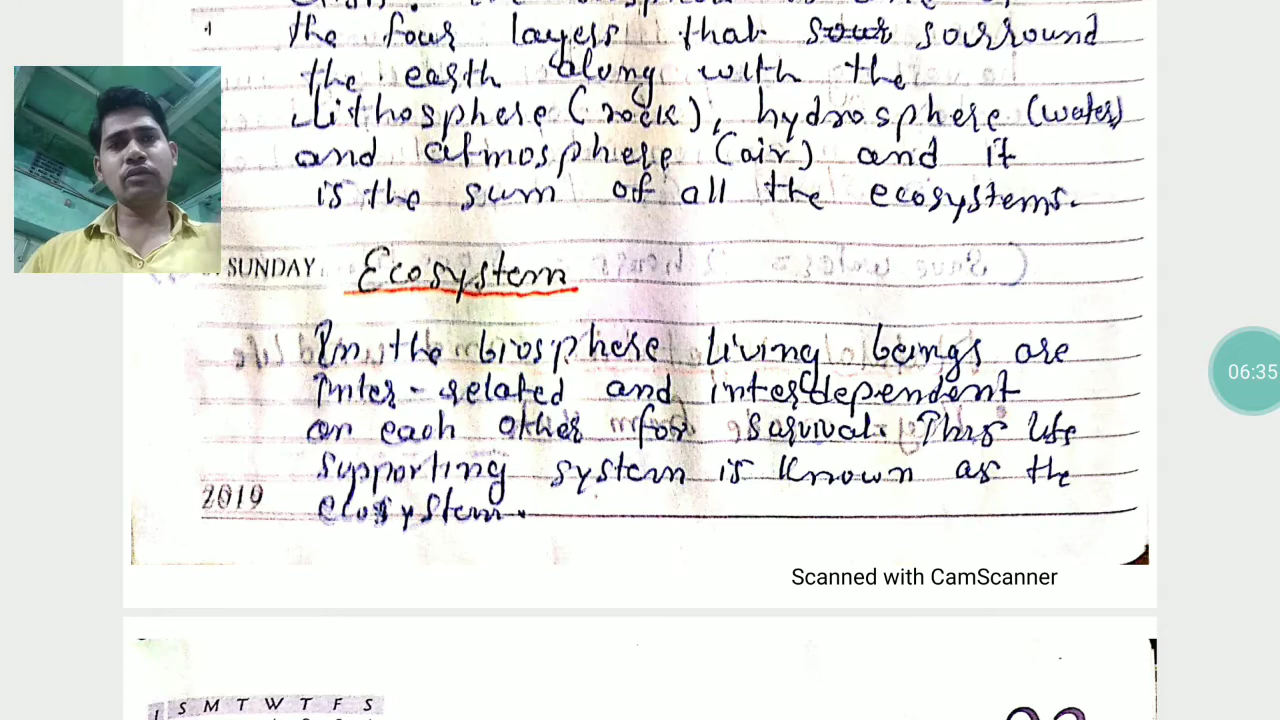 the four layers that sour sorround
the earth along with the
Lithosphere (rock), hydrosphere (water)
and atmosphere (air) and it
is the sum of all the ecosystems.
SUNDAY Ecosystem
In the biosphere living beings are
Inter-related and interdependent
on each other for survival. This life
supporting system is known as the
2019 ecosystem.
06:35
Scanned with CamScanner
S M T W T F S